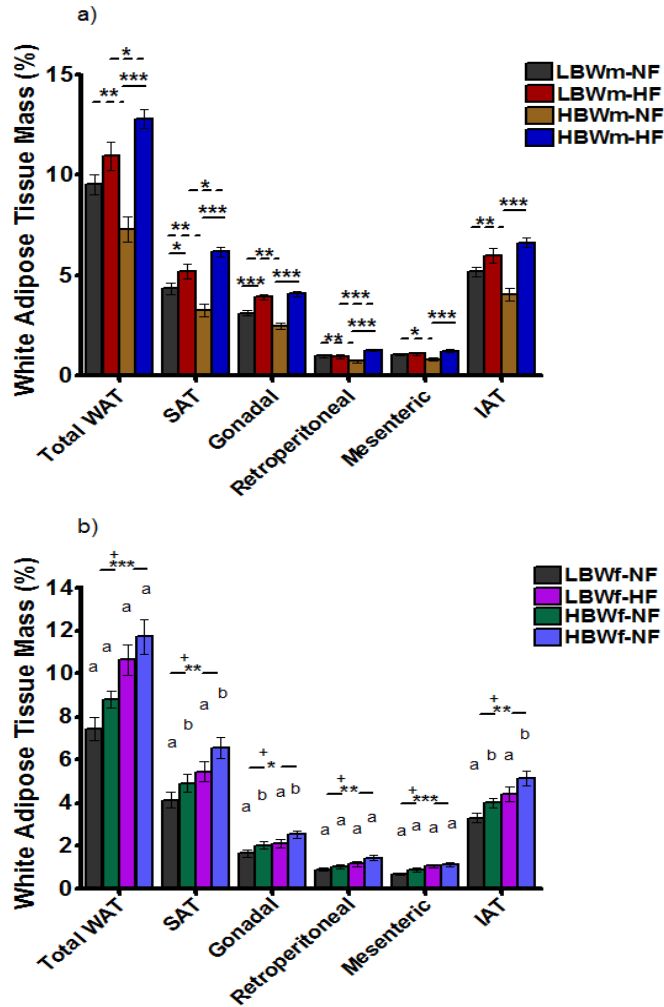 a)
White Adipose Tissue Mass (%)
15
10
5
0
LBWm-NF
LBWm-HF
HBWm-NF
HBWm-HF
*
** ***
*
** ***
*
**
*** ***
***
** ***
* ***
** ***
Total WAT
SAT
Gonadal
Retroperitoneal
Mesenteric
IAT
b)
White Adipose Tissue Mass (%)
14
12
10
8
6
4
2
0
LBWf-NF
LBWf-HF
HBWf-NF
HBWf-NF
+
***
a a a a
+
**
a b a b
+
*
a b a b
+
**
a a a a
+
***
a a a a
+
**
a b a b
Total WAT
SAT
Gonadal
Retroperitoneal
Mesenteric
IAT